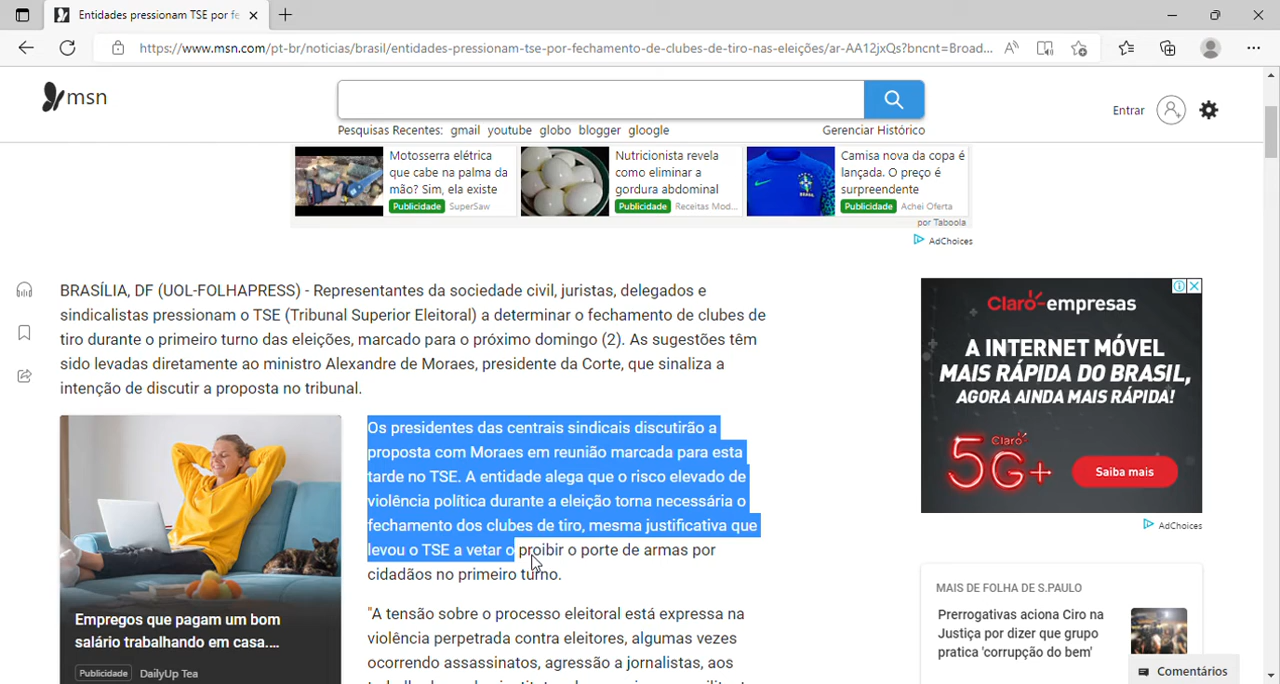 Entidades pressionam TSE por fe
https://www.msn.com/pt-br/noticias/brasil/entidades-pressionam-tse-por-fechamento-de-clubes-de-tiro-nas-eleições/ar-AA12jxQs?bncnt=Broad...
msn
Pesquisas Recentes: gmail youtube globo blogger gloogle
Gerenciar Histórico
Entrar
Motosserra elétrica
que cabe na palma da
mão? Sim, ela existe
Publicidade SuperSaw
Nutricionista revela
como eliminar a
gordura abdominal
Publicidade Receitas Mod...
Camisa nova da copa é
lançada. O preço é
surpreendente
Publicidade Achei Oferta
por Taboola
AdChoices
BRASÍLIA, DF (UOL-FOLHAPRESS) - Representantes da sociedade civil, juristas, delegados e
sindicalistas pressionam o TSE (Tribunal Superior Eleitoral) a determinar o fechamento de clubes de
tiro durante o primeiro turno das eleições, marcado para o próximo domingo (2). As sugestões têm
sido levadas diretamente ao ministro Alexandre de Moraes, presidente da Corte, que sinaliza a
intenção de discutir a proposta no tribunal.
Os presidentes das centrais sindicais discutirão a
proposta com Moraes em reunião marcada para esta
tarde no TSE. A entidade alega que o risco elevado de
violência política durante a eleição torna necessária o
fechamento dos clubes de tiro, mesma justificativa que
levou o TSE a vetar o proibir o porte de armas por
cidadãos no primeiro turno.
"A tensão sobre o processo eleitoral está expressa na
violência perpetrada contra eleitores, algumas vezes
ocorrendo assassinatos, agressão a jornalistas, aos
Empregos que pagam um bom
salário trabalhando em casa....
Publicidade DailyUp Tea
Claro empresas
A INTERNET MÓVEL
MAIS RÁPIDA DO BRASIL,
AGORA AINDA MAIS RÁPIDA!
Claro
5G+
Saiba mais
AdChoices
MAIS DE FOLHA DE S.PAULO
Prerrogativas aciona Ciro na
Justiça por dizer que grupo
pratica 'corrupção do bem'
Comentários